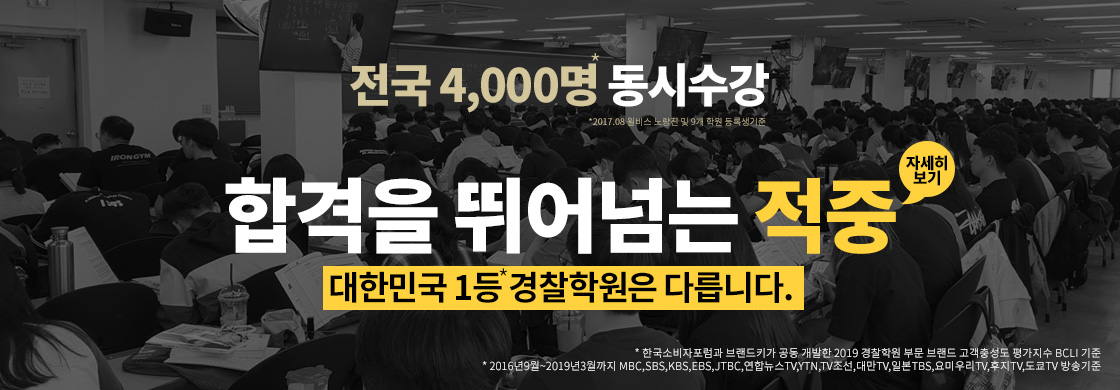 전국 4,000명* 동시수강
*2017.08 윌비스 노량진 및 9개 학원 등록생기준
자세히
보기
합격을 뛰어넘는 적중
대한민국 1등* 경찰학원은 다릅니다.
IRON GYM
* 한국소비자포럼과 브랜드키가 공동 개발한 2019 경찰학원 부문 브랜드 고객충성도 평가지수 BCLI 기준
* 2016년9월~2019년3월까지 MBC,SBS,KBS,EBS,JTBC,연합뉴스TV,YTN,TV조선,대만TV,일본TBS,요미우리TV,후지TV,도쿄TV 방송기준